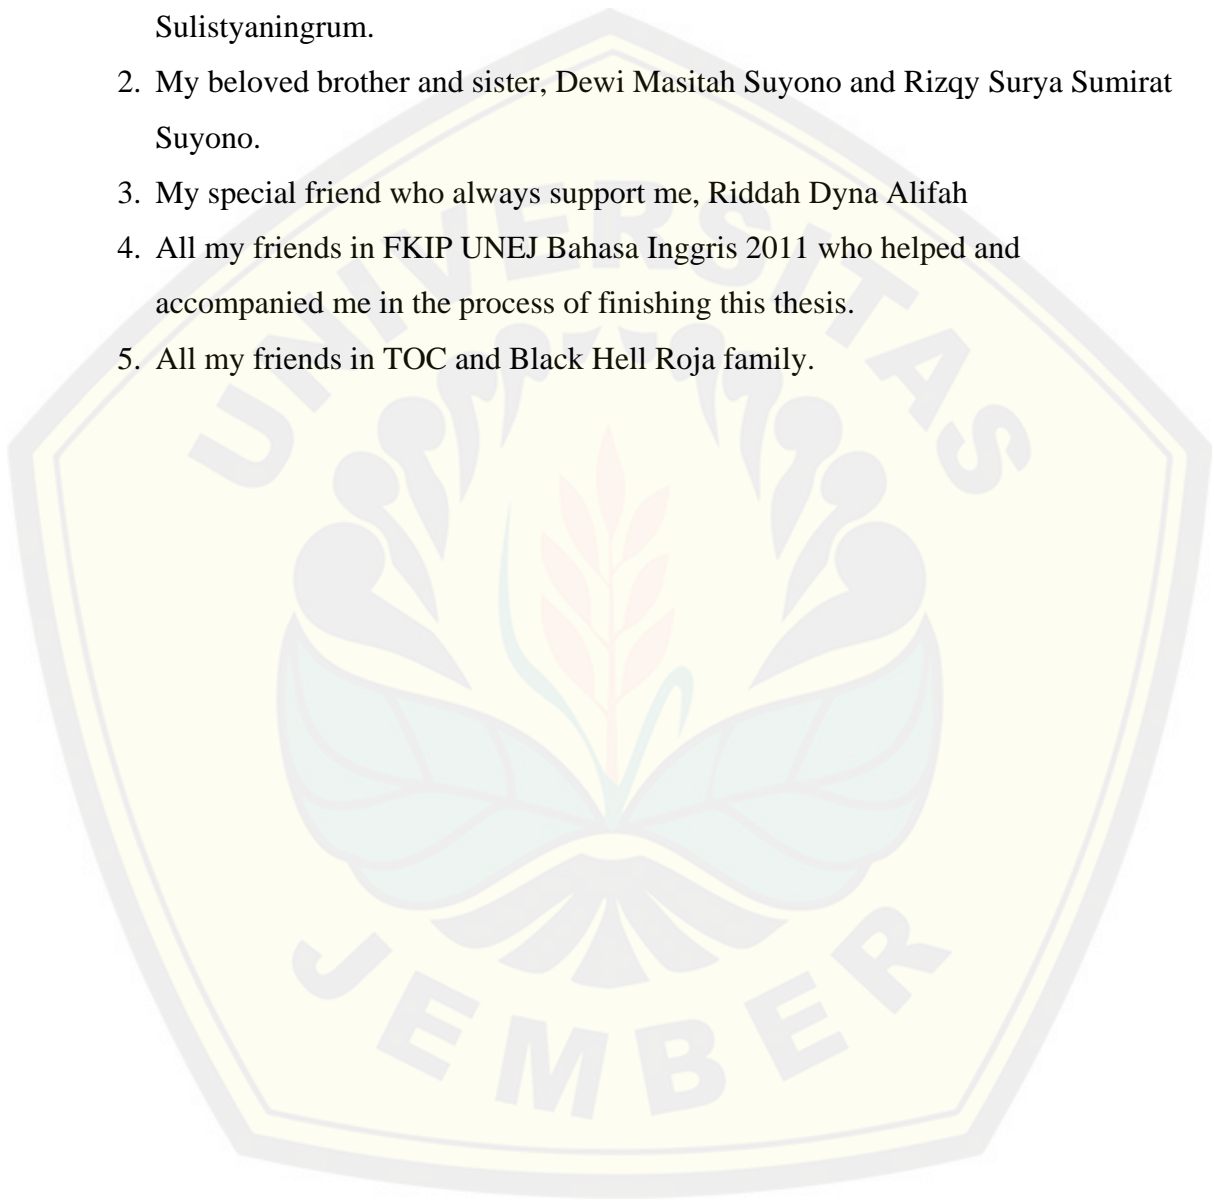 Sulistyaningrum.
2. My beloved brother and sister, Dewi Masitah Suyono and Rizqy Surya Sumirat
Suyono.
3. My special friend who always support me, Riddah Dyna Alifah
4. All my friends in FKIP UNEJ Bahasa Inggris 2011 who helped and
accompanied me in the process of finishing this thesis.
5. All my friends in TOC and Black Hell Roja family.
UNIVERSITAS
JEMBER